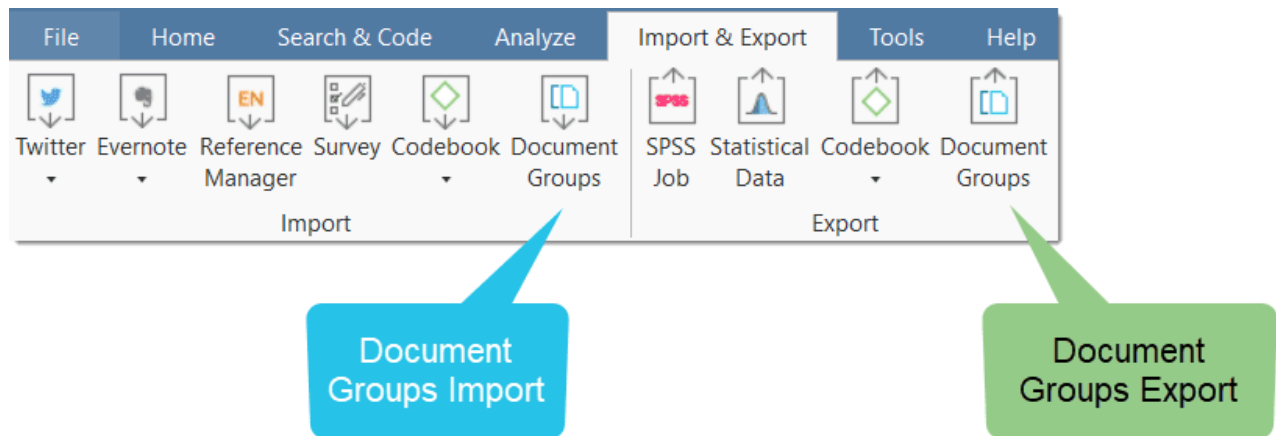 File Home Search & Code Analyze Import & Export Tools Help
EN SPSS
Twitter Evernote Reference Survey Codebook Document SPSS Statistical Codebook Document
Manager Groups Job Data Groups
Import Export
Document
Groups Import
Document
Groups Export